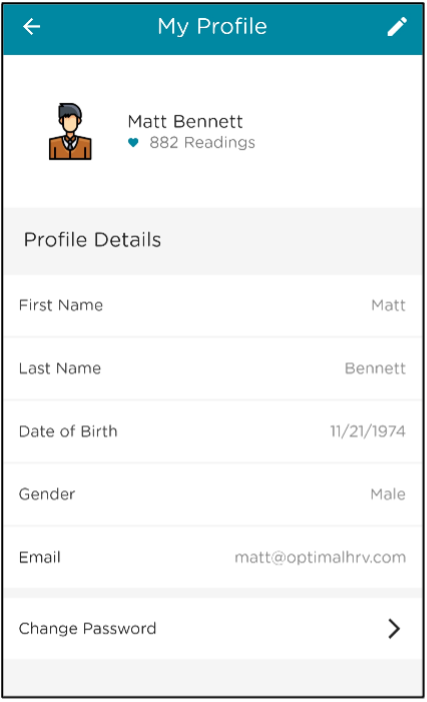 My Profile
Matt Bennett
882 Readings
Profile Details
First Name Matt
Last Name Bennett
Date of Birth 11/21/1974
Gender Male
Email matt@optimalhrv.com
Change Password